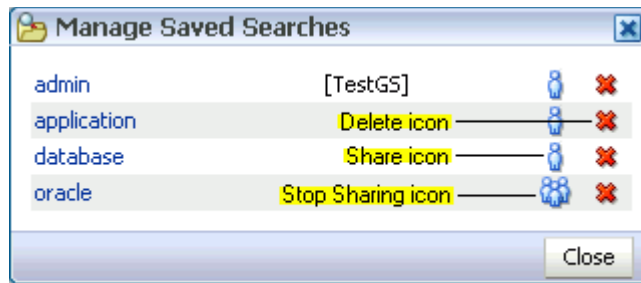 Manage Saved Searches
admin [TestGS]
application Delete icon
database Share icon
oracle Stop Sharing icon
Close